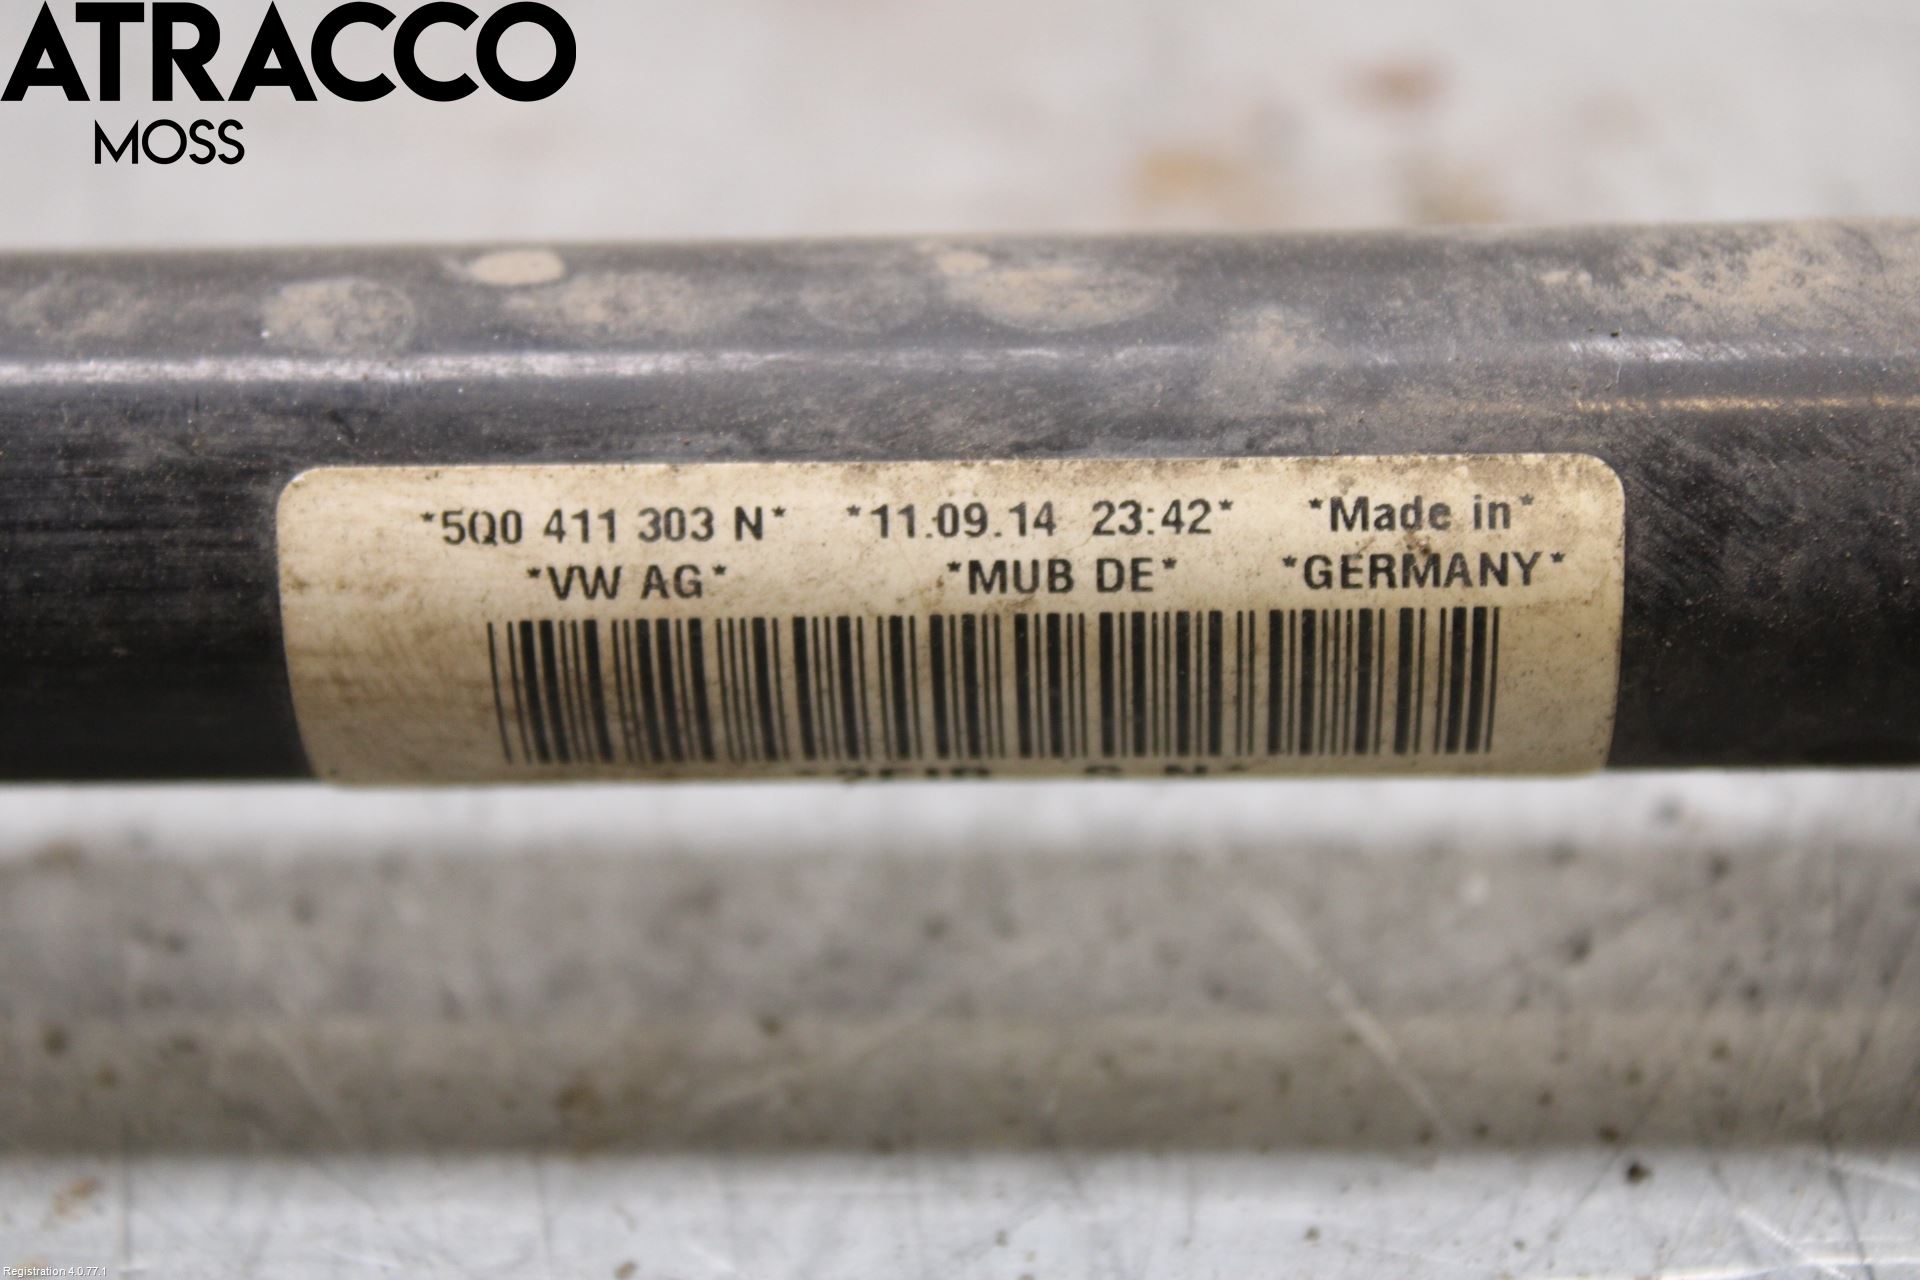 ATRACCO
MOSS
*5Q0 411 303 N* *11.09.14 23:42* *Made in*
*VW AG* *MUB DE* *GERMANY*
Registration 4.0.77.1